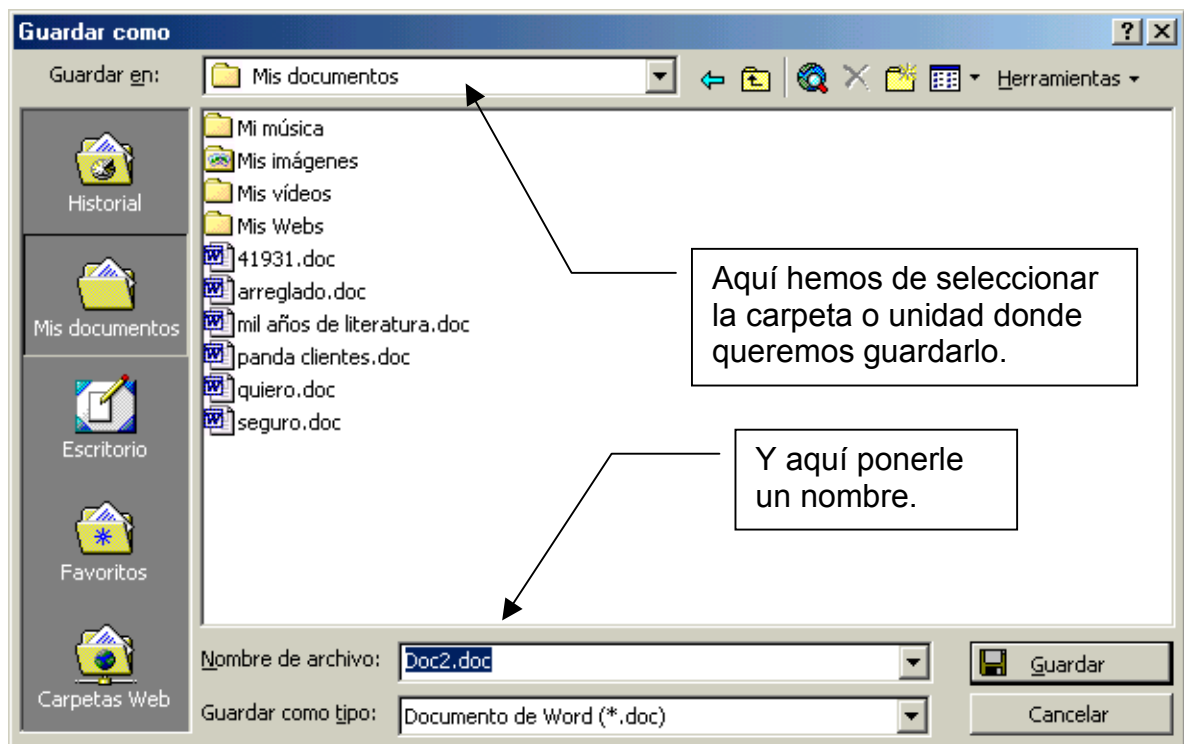 Guardar como
Guardar en: Mis documentos Herramientas
Mi música
Mis imágenes
Mis vídeos
Mis Webs
41931.doc
arreglado.doc
mil años de literatura.doc
panda clientes.doc
quiero.doc
seguro.doc
Historial
Mis documentos
Escritorio
Favoritos
Carpetas Web
Aquí hemos de seleccionar
la carpeta o unidad donde
queremos guardarlo.
Y aquí ponerle
un nombre.
Nombre de archivo: Doc2.doc Guardar
Guardar como tipo: Documento de Word (*.doc) Cancelar